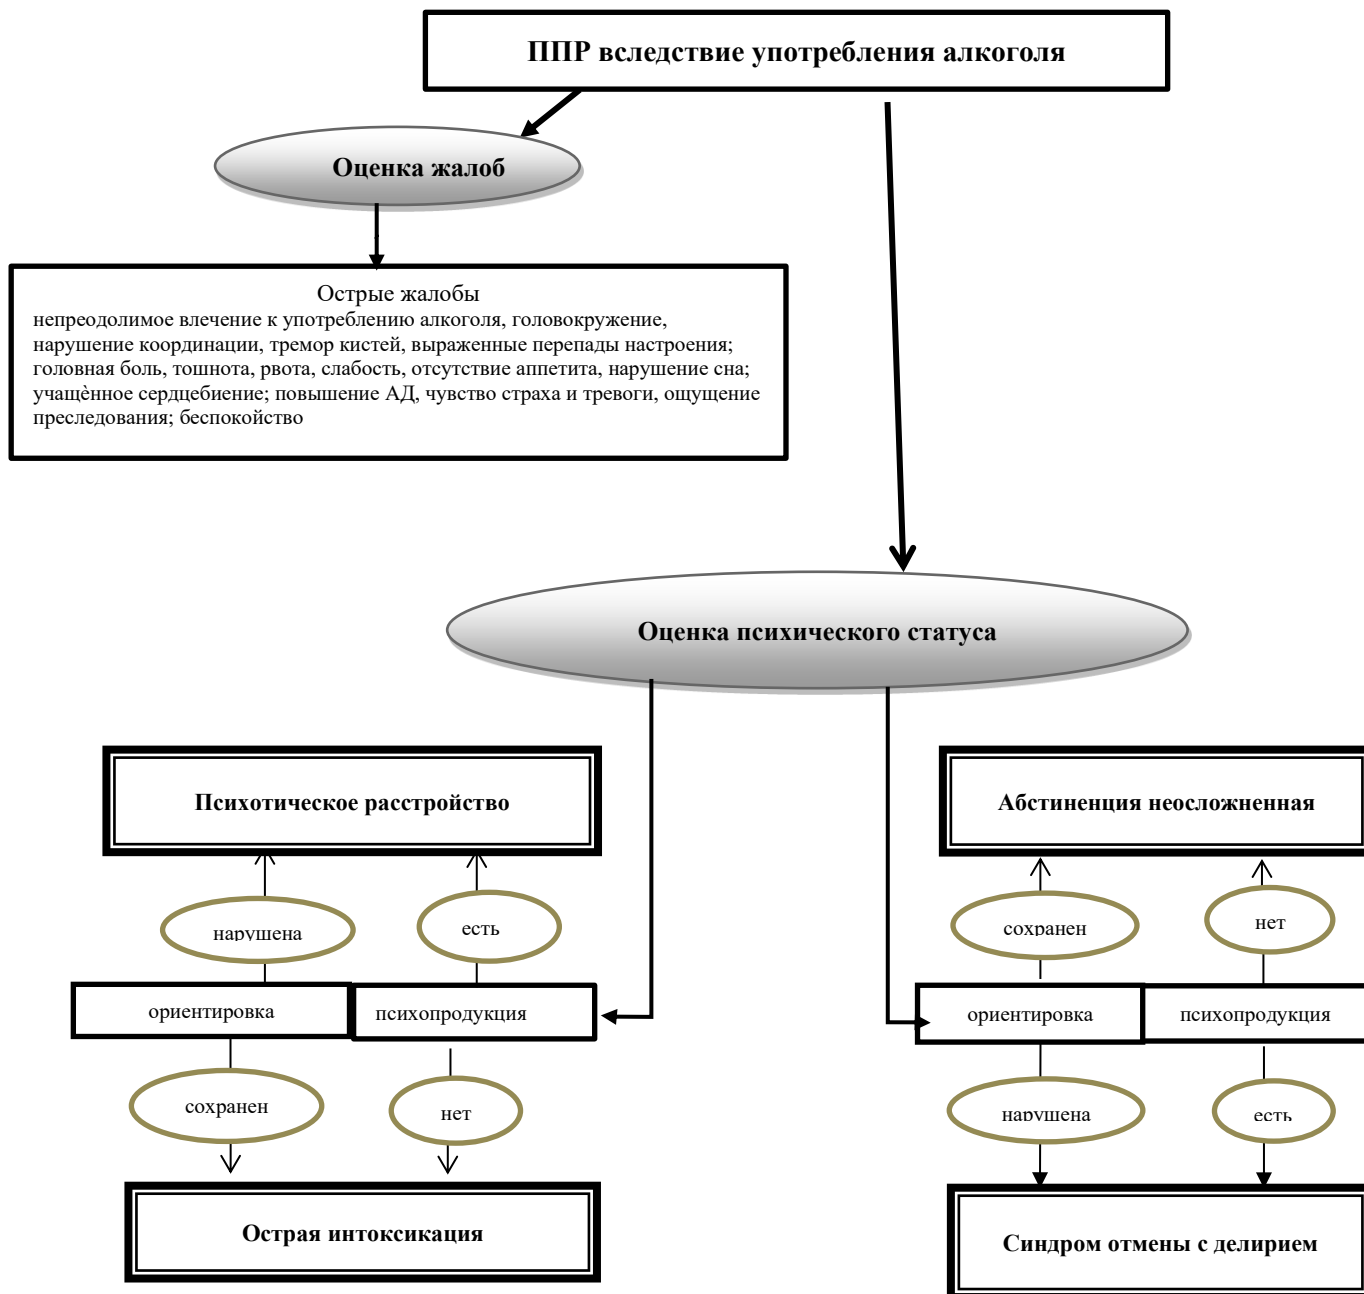 ППР вследствие употребления алкоголя
Оценка жалоб
Острые жалобы
непреодолимое влечение к употреблению алкоголя, головокружение,
нарушение координации, тремор кистей, выраженные перепады настроения;
головная боль, тошнота, рвота, слабость, отсутствие аппетита, нарушение сна;
учащѐнное сердцебиение; повышение АД, чувство страха и тревоги, ощущение
преследования; беспокойство
Оценка психического статуса
Психотическое расстройство
Абстиненция неосложненная
нарушена
есть
сохранен
нет
ориентировка
психопродукция
ориентировка
психопродукция
сохранен
нет
нарушена
есть
Острая интоксикация
Синдром отмены с делирием